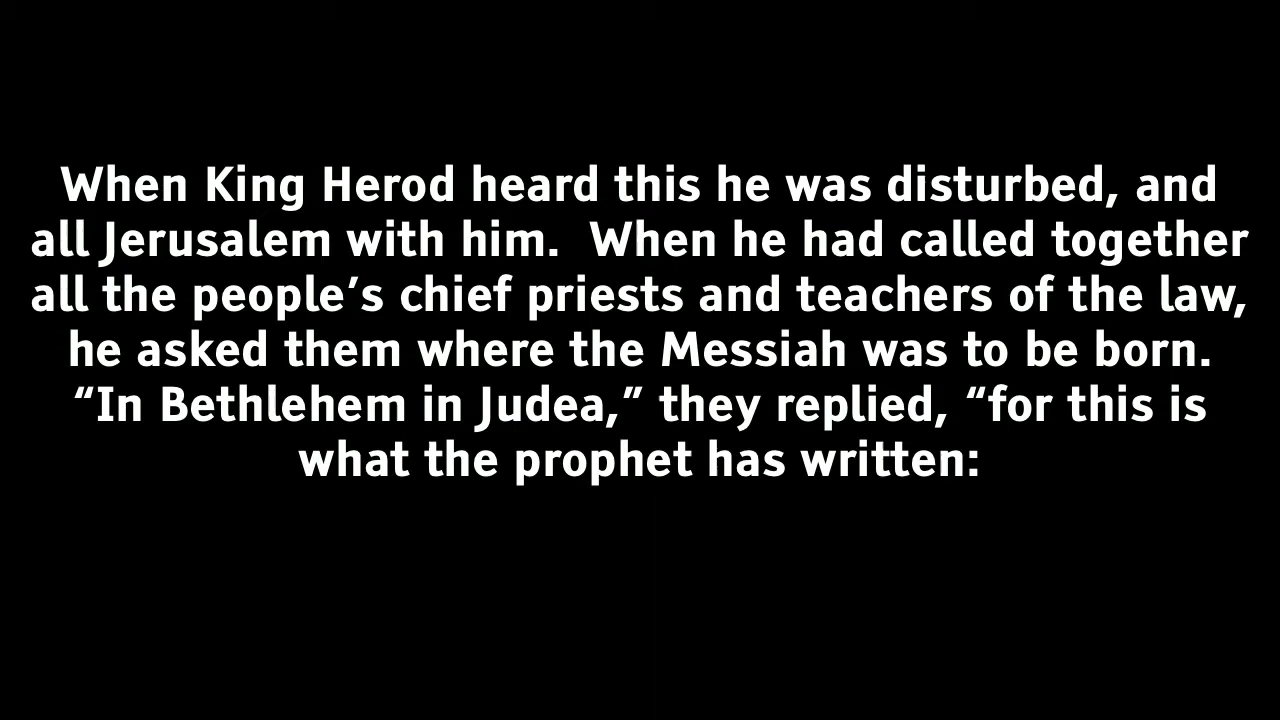 When King Herod heard this he was disturbed, and
all Jerusalem with him.  When he had called together
all the people’s chief priests and teachers of the law,
he asked them where the Messiah was to be born.
“In Bethlehem in Judea,” they replied, “for this is
what the prophet has written: